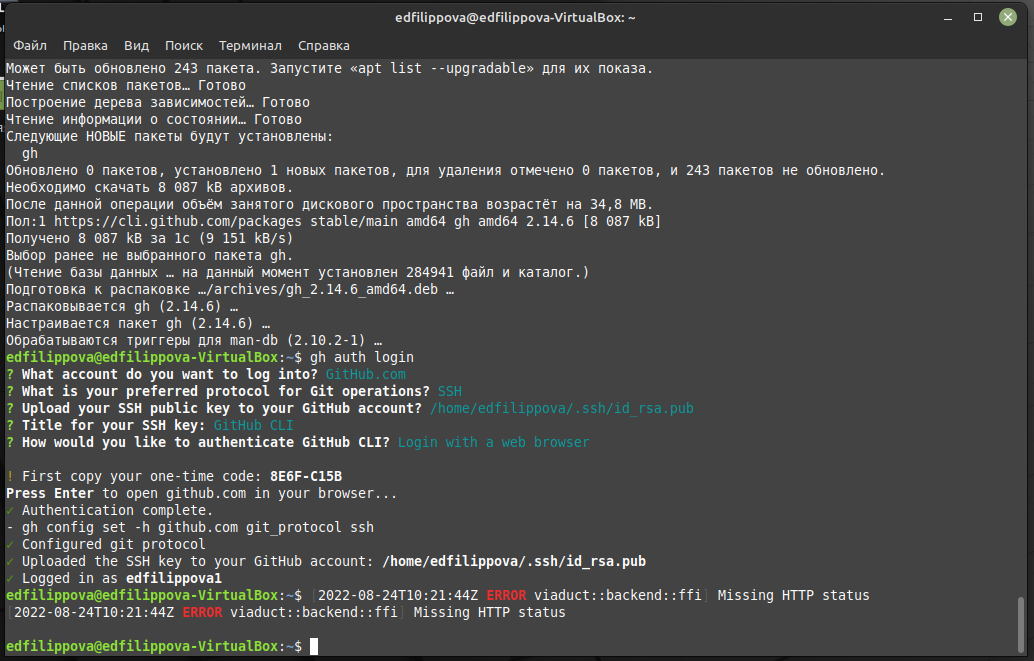 edfilippova@edfilippova-VirtualBox: ~
Файл Правка Вид Поиск Терминал Справка
Может быть обновлено 243 пакета. Запустите «apt list --upgradable» для их показа.
Чтение списков пакетов… Готово
Построение дерева зависимостей… Готово
Чтение информации о состоянии… Готово
Следующие НОВЫЕ пакеты будут установлены:
gh
Обновлено 0 пакетов, установлено 1 новых пакетов, для удаления отмечено 0 пакетов, и 243 пакетов не обновлено.
Необходимо скачать 8 087 kB архивов.
После данной операции объём занятого дискового пространства возрастёт на 34,8 MB.
Пол:1 https://cli.github.com/packages stable/main amd64 gh amd64 2.14.6 [8 087 kB]
Получено 8 087 kB за 1с (9 151 kB/s)
Выбор ранее не выбранного пакета gh.
(Чтение базы данных … на данный момент установлен 284941 файл и каталог.)
Подготовка к распаковке …/archives/gh_2.14.6_amd64.deb …
Распаковывается gh (2.14.6) …
Настраивается пакет gh (2.14.6) …
Обрабатываются триггеры для man-db (2.10.2-1) …
edfilippova@edfilippova-VirtualBox:~$ gh auth login
? What account do you want to log into? GitHub.com
? What is your preferred protocol for Git operations? SSH
? Upload your SSH public key to your GitHub account? /home/edfilippova/.ssh/id_rsa.pub
? Title for your SSH key: GitHub CLI
? How would you like to authenticate GitHub CLI? Login with a web browser
! First copy your one-time code: 8E6F-C15B
Press Enter to open github.com in your browser...
✓ Authentication complete.
- gh config set -h github.com git_protocol ssh
✓ Configured git protocol
✓ Uploaded the SSH key to your GitHub account: /home/edfilippova/.ssh/id_rsa.pub
✓ Logged in as edfilippova1
edfilippova@edfilippova-VirtualBox:~$ [2022-08-24T10:21:44Z ERROR viaduct::backend::ffi] Missing HTTP status
[2022-08-24T10:21:44Z ERROR viaduct::backend::ffi] Missing HTTP status
edfilippova@edfilippova-VirtualBox:~$